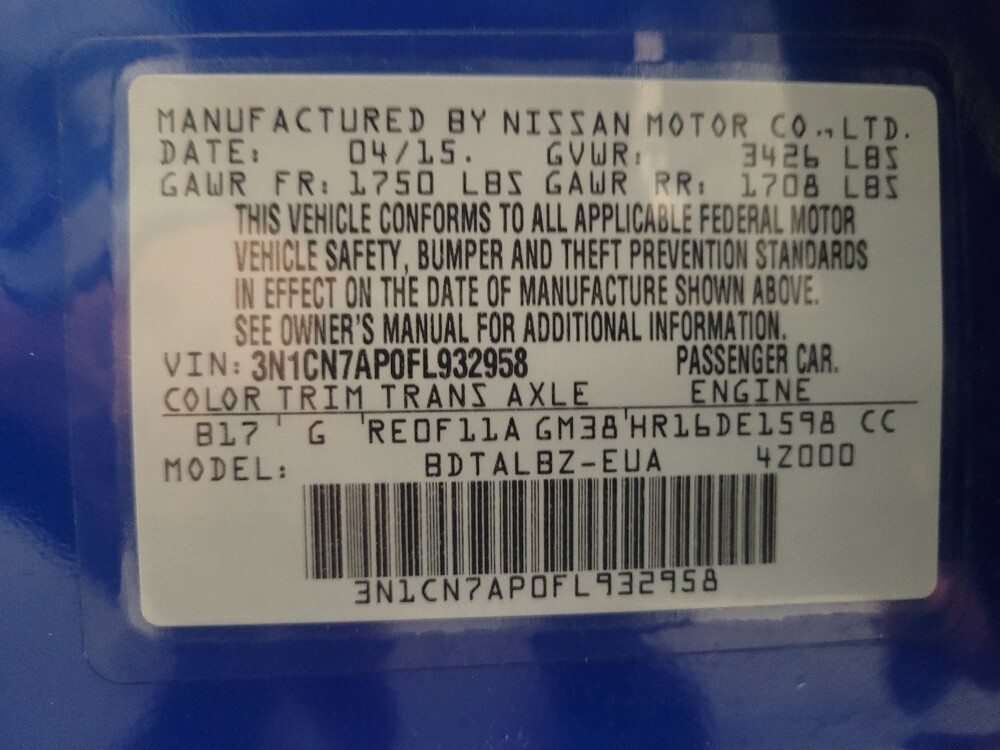 MANUFACTURED BY NISSAN MOTOR CO.,LTD.
DATE: 04/15. GVWR: 3426 LBS
GAWR FR: 1750 LBS GAWR RR: 1708 LBS
THIS VEHICLE CONFORMS TO ALL APPLICABLE FEDERAL MOTOR
VEHICLE SAFETY, BUMPER AND THEFT PREVENTION STANDARDS
IN EFFECT ON THE DATE OF MANUFACTURE SHOWN ABOVE.
SEE OWNER'S MANUAL FOR ADDITIONAL INFORMATION.
VIN: 3N1CN7AP0FL932958 PASSENGER CAR.
COLOR TRIM TRANS AXLE ENGINE
B17 G RE0F11A GM38 HR16DE1598 CC
MODEL: BDTALBZ-EUA 4Z000
3N1CN7AP0FL932958